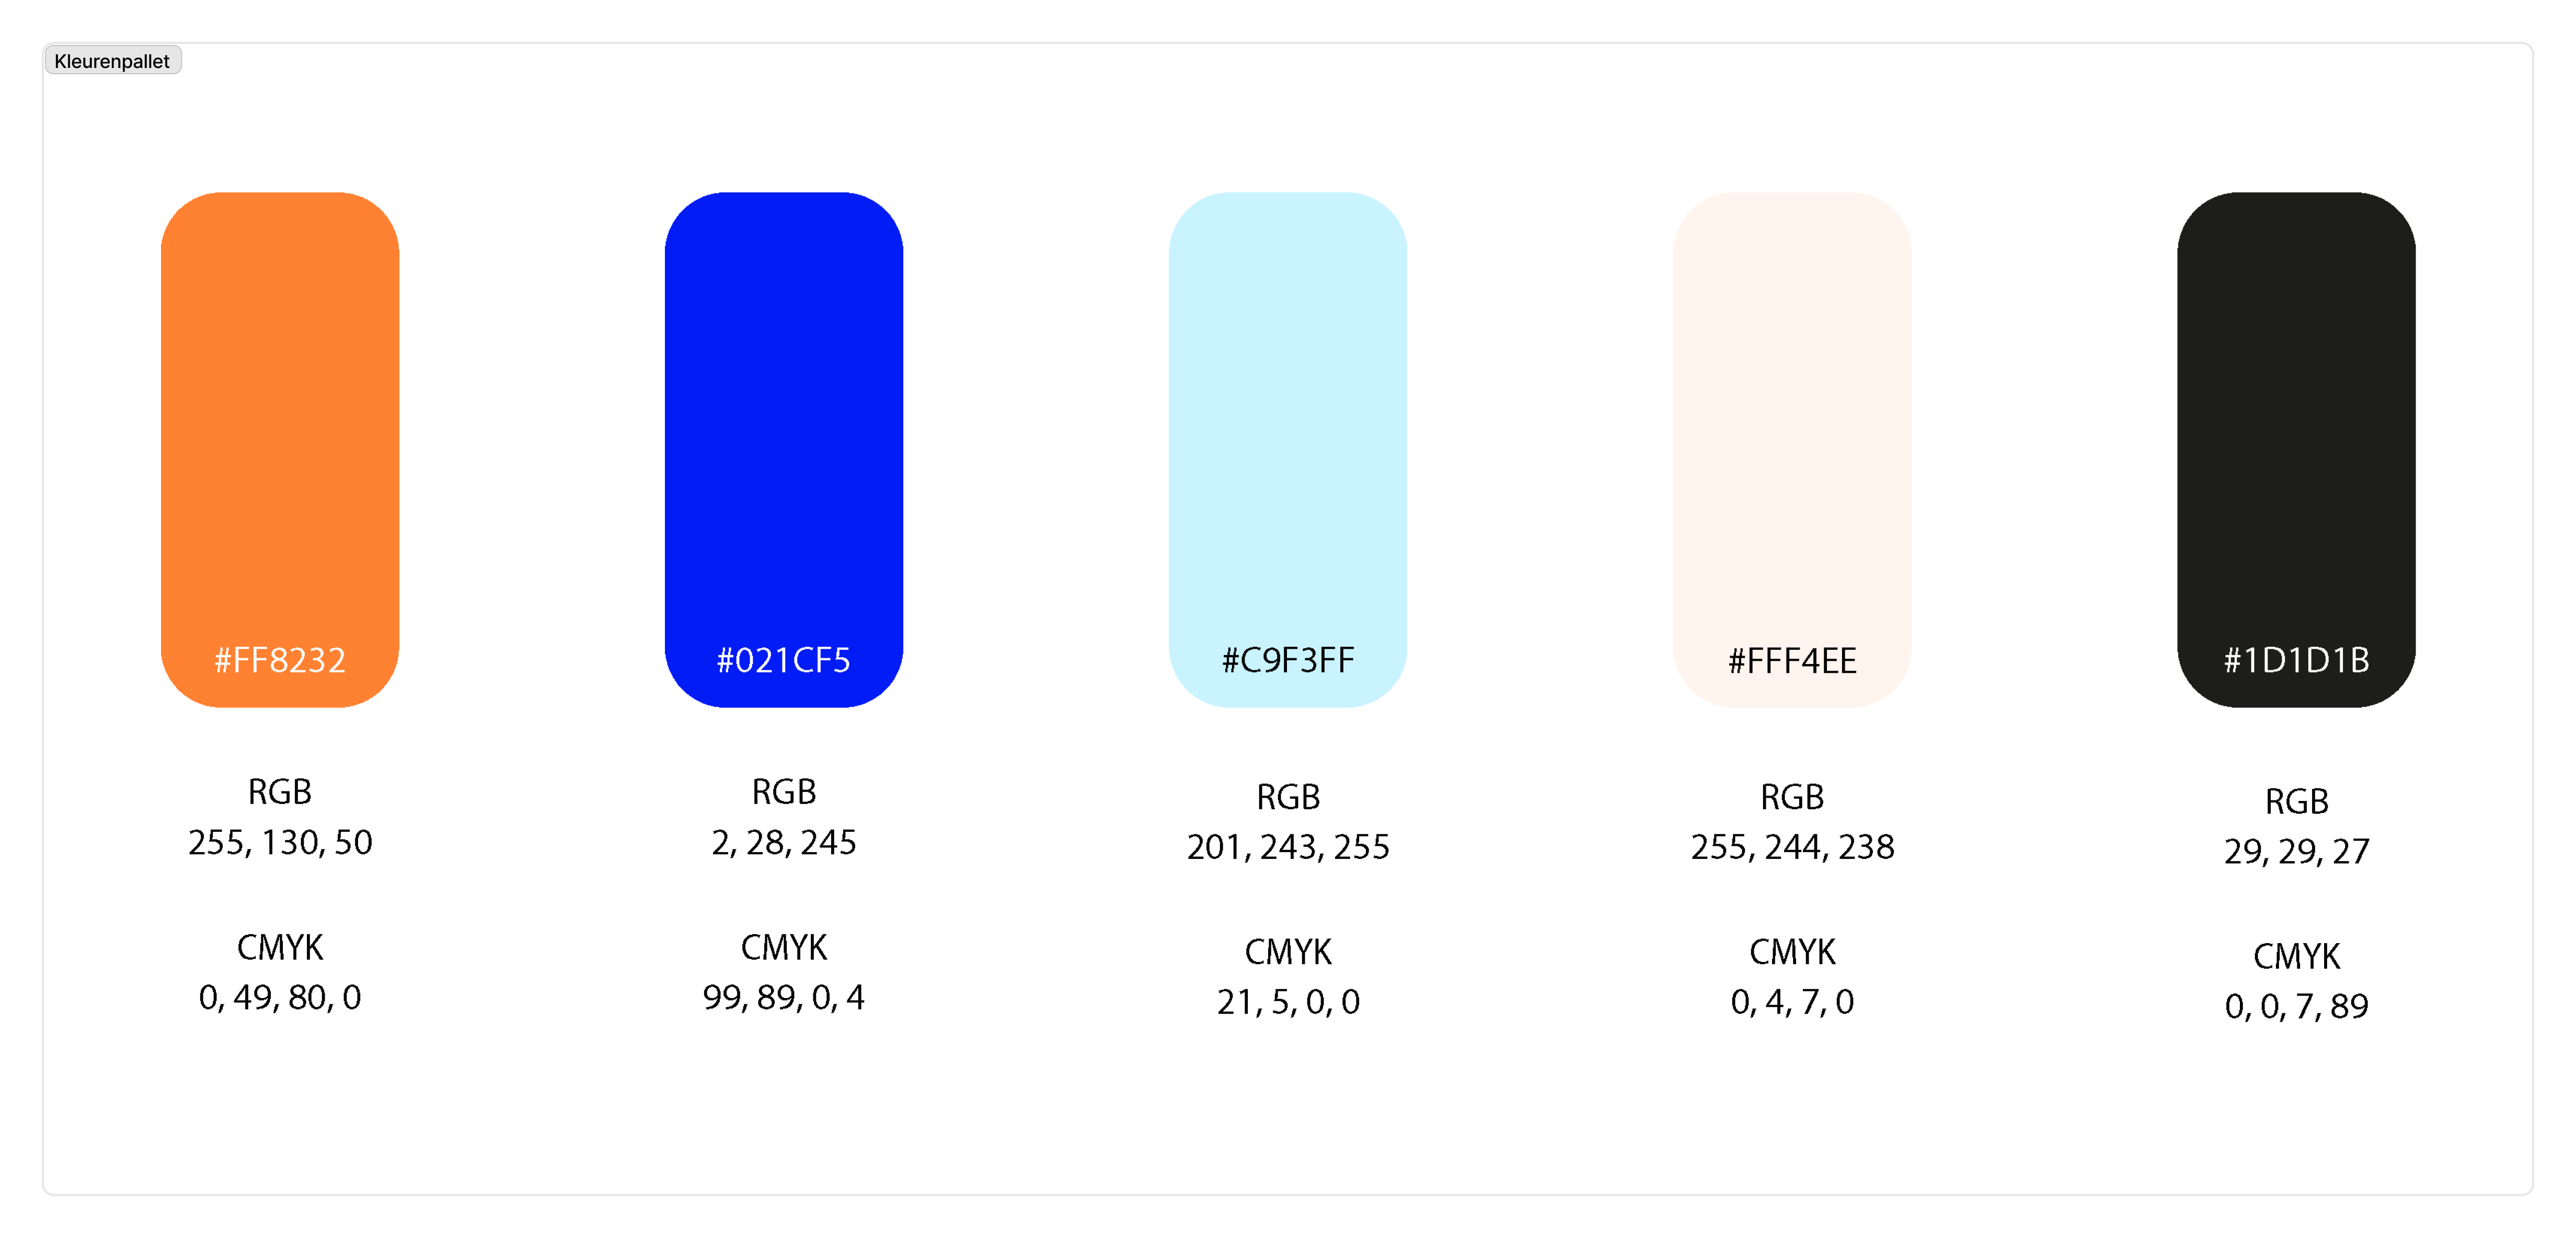 Kleurenpallet
#FF8232
RGB
255, 130, 50
CMYK
0, 49, 80, 0
#021CF5
RGB
2, 28, 245
CMYK
99, 89, 0, 4
#C9F3FF
RGB
201, 243, 255
CMYK
21, 5, 0, 0
#FFF4EE
RGB
255, 244, 238
CMYK
0, 4, 7, 0
#1D1D1B
RGB
29, 29, 27
CMYK
0, 0, 7, 89